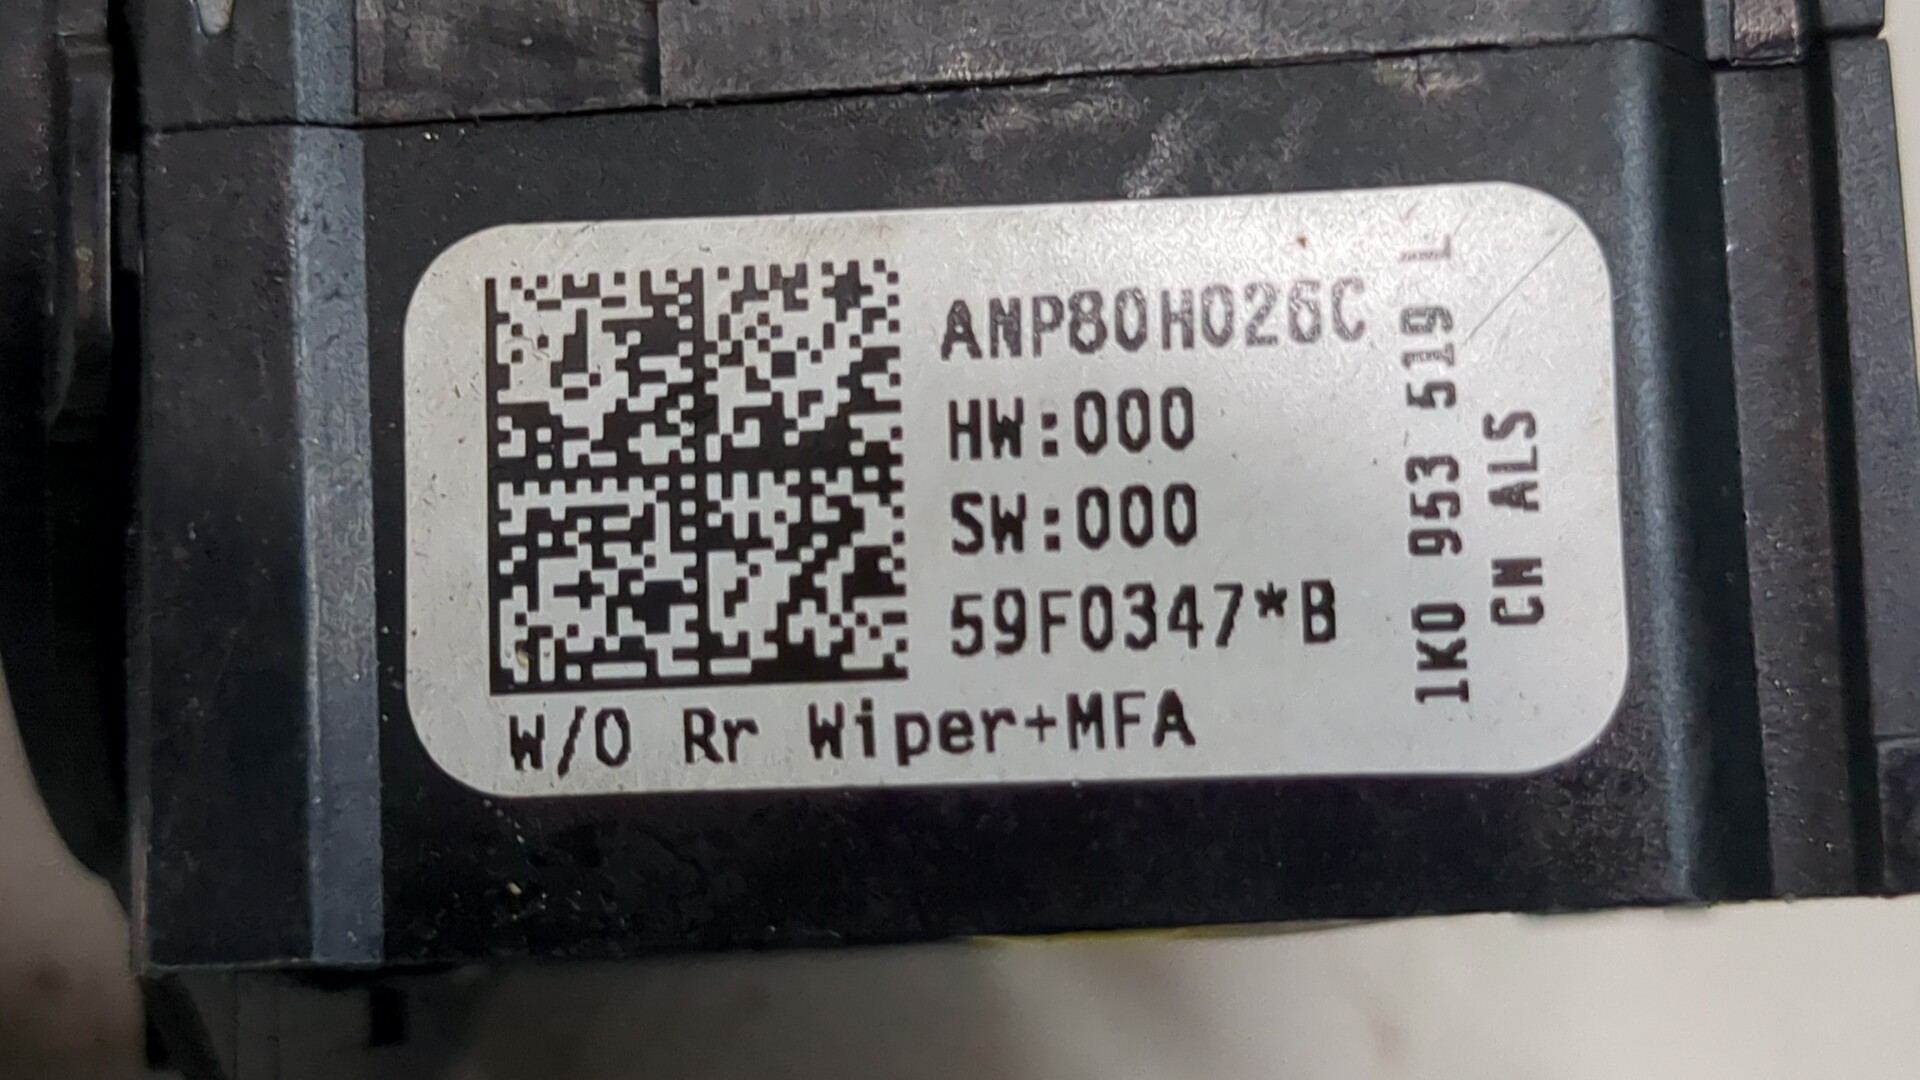 ANP80H026C
HW:000
SW:000
59F0347*B
W/O Rr Wiper+MFA
1K0 953 519 L
CN ALS